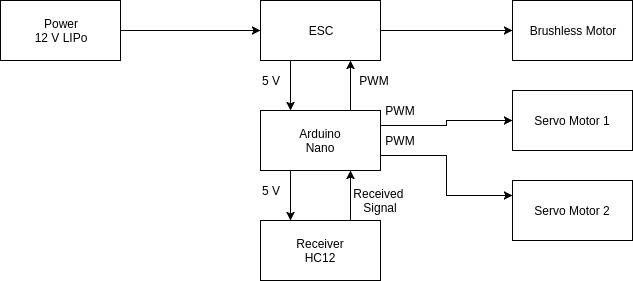 Power
12 V LIPo
ESC
Brushless Motor
5 V
PWM
Arduino
Nano
PWM
PWM
Servo Motor 1
5 V
Received
Signal
Servo Motor 2
Receiver
HC12